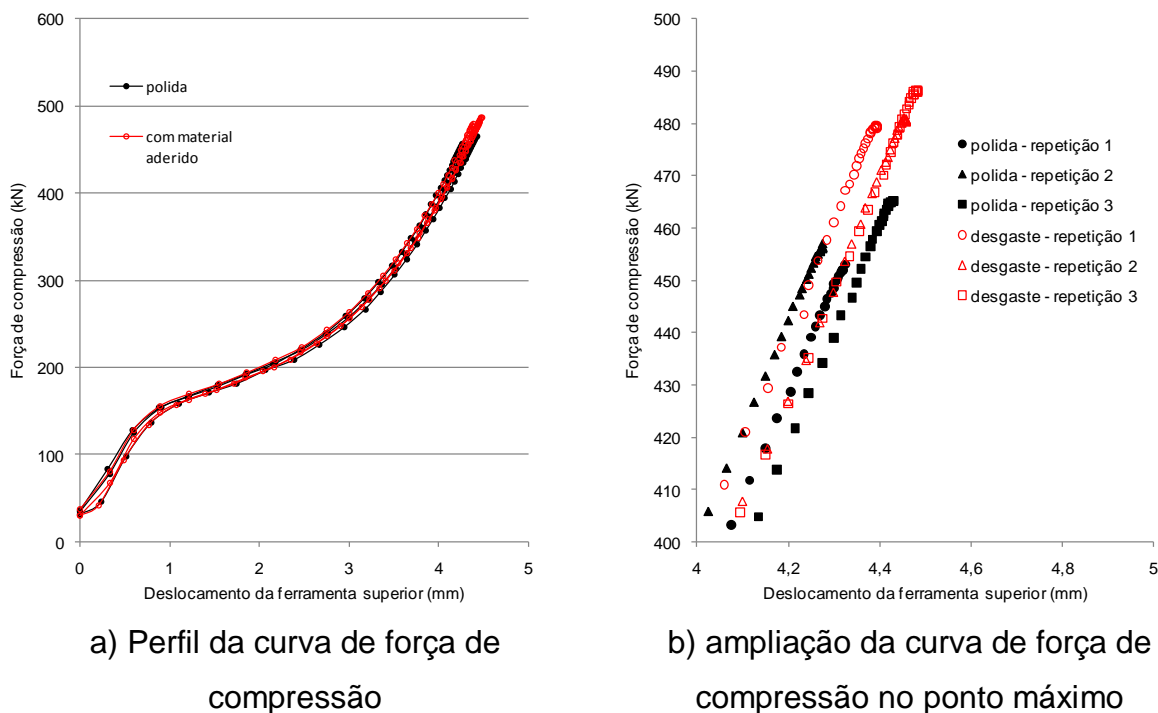 600
500
400
300
200
100
0
Força de compressão (kN)
polida
com material
aderido
0 1 2 3 4 5
Deslocamento da ferramenta superior (mm)
a) Perfil da curva de força de
compressão
500
490
480
470
460
450
440
430
420
410
400
Força de compressão (kN)
polida - repetição 1
polida - repetição 2
polida - repetição 3
desgaste - repetição 1
desgaste - repetição 2
desgaste - repetição 3
4 4,2 4,4 4,6 4,8 5
Deslocamento da ferramenta superior (mm)
b) ampliação da curva de força de
compressão no ponto máximo